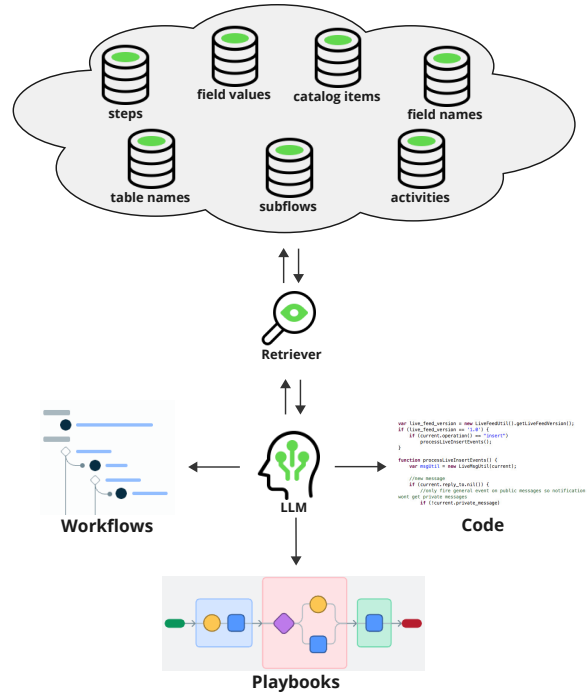 steps
field values
catalog items
field names
table names
subflows
activities
Retriever
LLM
Workflows
var live_feed_version = new LiveFeedUtil().getLiveFeedVersion();
if (live_feed_version == '1.0') {
if (current.operation() == "insert")
processLiveInsertEvents();
}
function processLiveInsertEvents() {
var msgUtil = new LiveMsgUtil(current);
//new message
if (current.reply_to.nil()) {
//only fire general event on public messages so notification
wont get private messages
if (!current.private_message)
Code
Playbooks